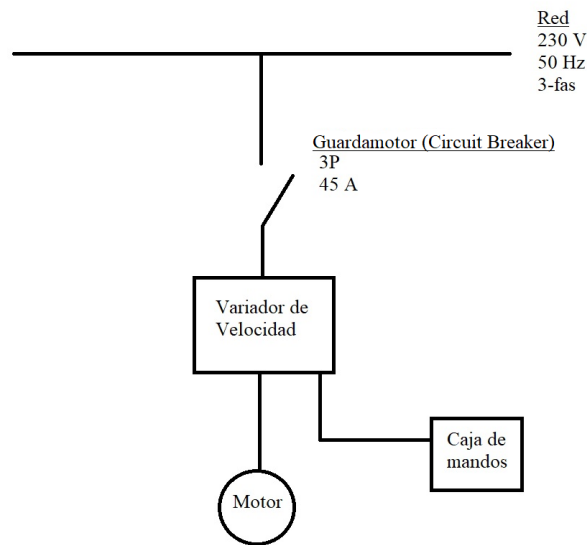 Red
230 V
50 Hz
3-fas
Guardamotor (Circuit Breaker)
3P
45 A
Variador de
Velocidad
Caja de
mandos
Motor